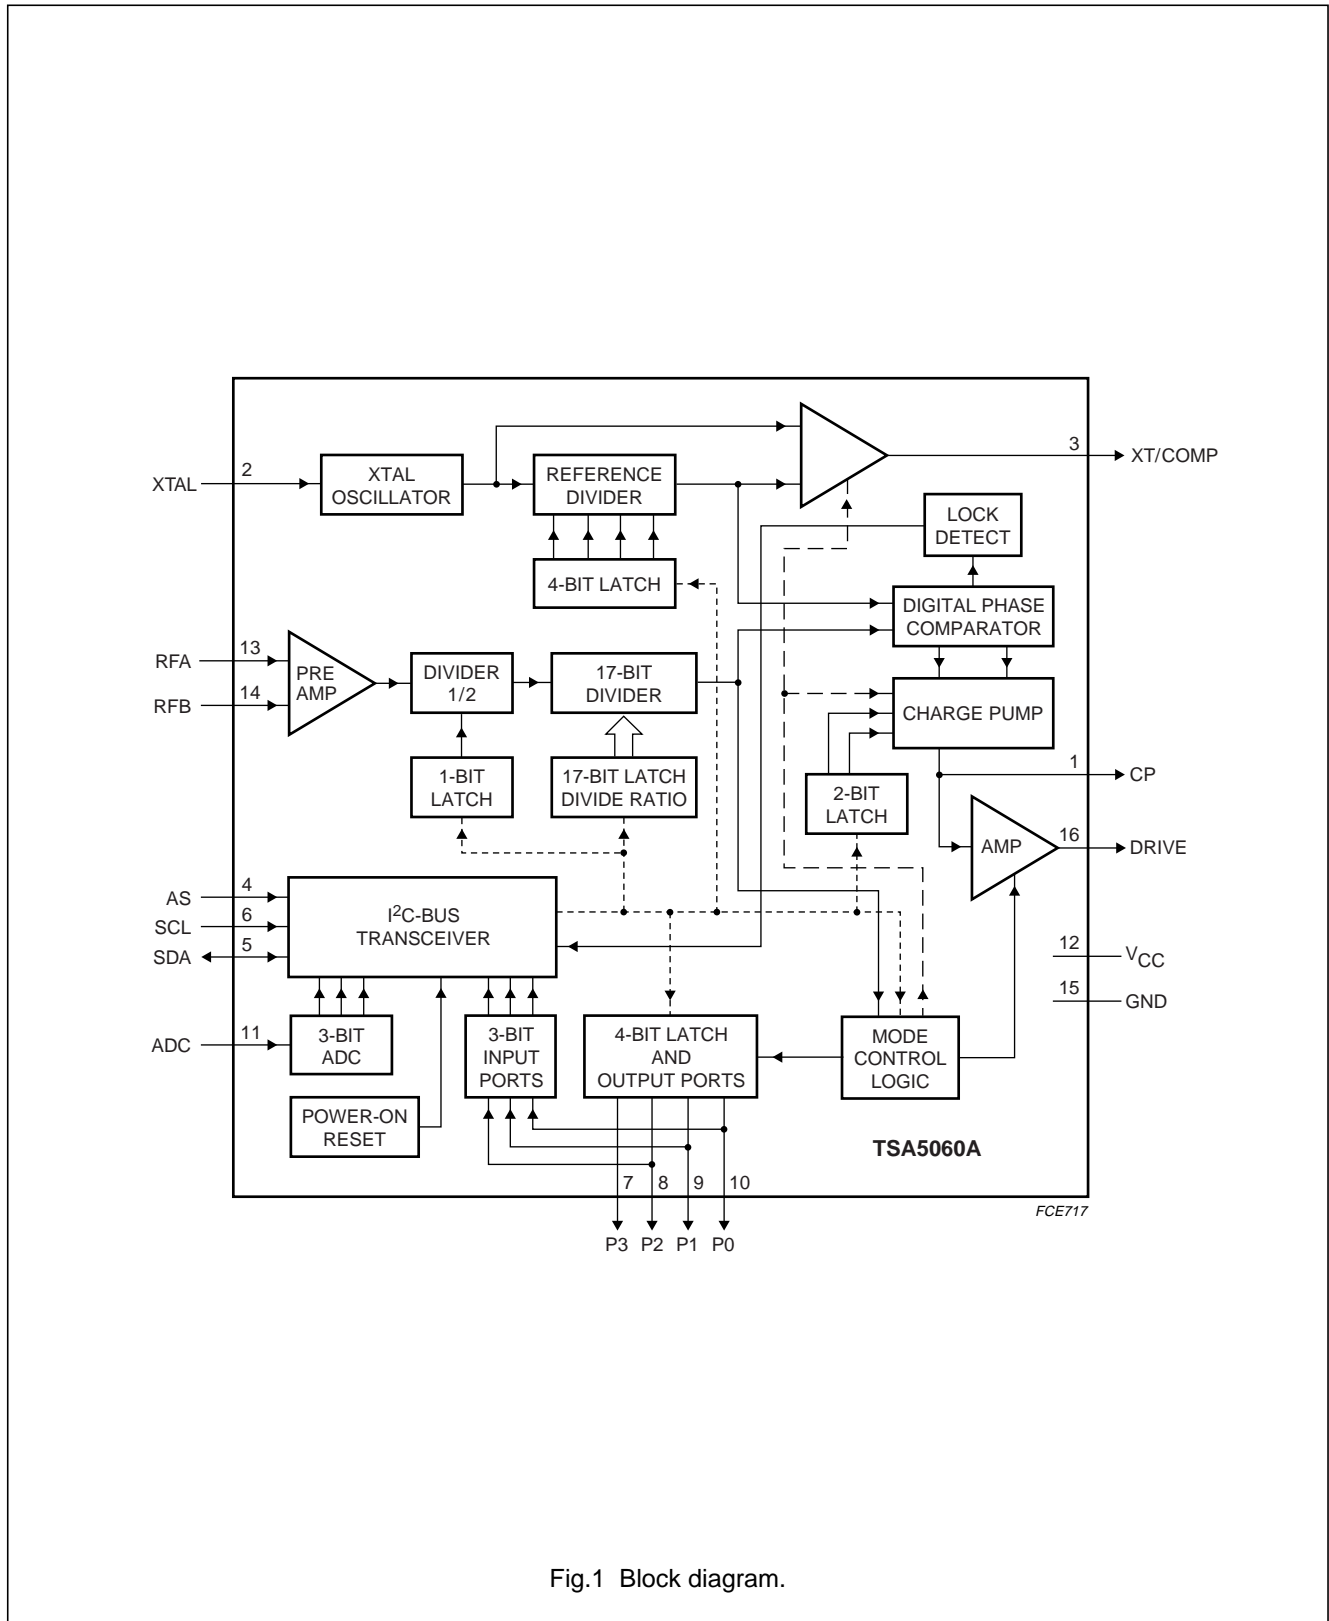 XTAL
2
XTAL
OSCILLATOR
REFERENCE
DIVIDER
3
XT/COMP
4-BIT LATCH
LOCK
DETECT
DIGITAL PHASE
COMPARATOR
RFA
13
RFB
14
PRE
AMP
DIVIDER
1/2
17-BIT
DIVIDER
CHARGE PUMP
1-BIT
LATCH
17-BIT LATCH
DIVIDE RATIO
2-BIT
LATCH
1
CP
AMP
16
DRIVE
AS
4
SCL
6
SDA
5
I²C-BUS
TRANSCEIVER
12
VCC
15
GND
ADC
11
3-BIT
ADC
3-BIT
INPUT
PORTS
4-BIT LATCH
AND
OUTPUT PORTS
MODE
CONTROL
LOGIC
POWER-ON
RESET
TSA5060A
7 8 9 10
FCE717
P3 P2 P1 P0
Fig.1 Block diagram.